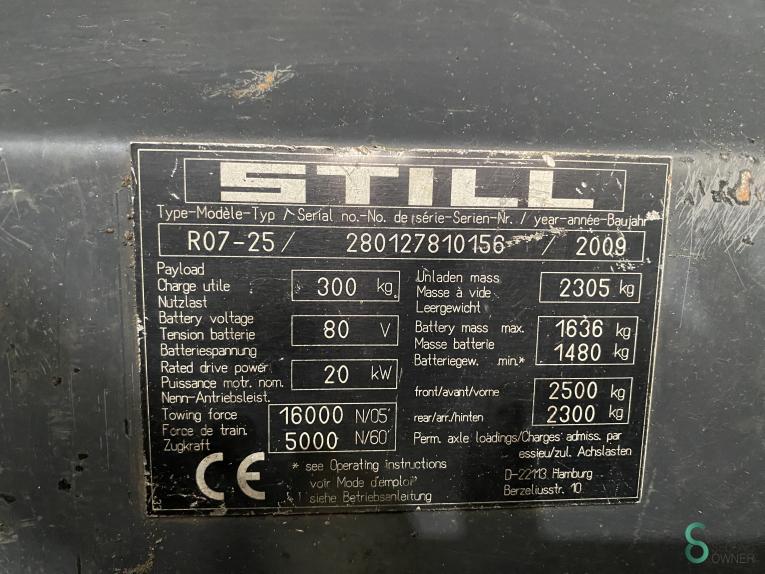 STILL
Type-Modèle-Typ / Serial no.-No. de série-Serien-Nr. / year-année-Baujahr
R07-25 / 280127810156 / 2009
Payload
Charge utile 300 kg
Nutzlast
Unladen mass
Masse à vide 2305 kg
Leergewicht
Battery voltage
Tension batterie 80 V
Batteriespannung
Battery mass max. 1636 kg
Masse batterie
Batteriegew. min.* 1480 kg
Rated drive power
Puissance motr. nom. 20 kW
Nenn-Antriebsleist.
front/avant/vorne 2500 kg
rear/arr./hinten 2300 kg
Towing force 16000 N/05'
Force de train.
Zugkraft 5000 N/60'
Perm. axle loadings/Charges admiss. par
essieu/zul. Achslasten
CE
* see Operating instructions
voir Mode d'emploi
siehe Betriebsanleitung
D-22113 Hamburg
Berzeliusstr. 10
OWNER